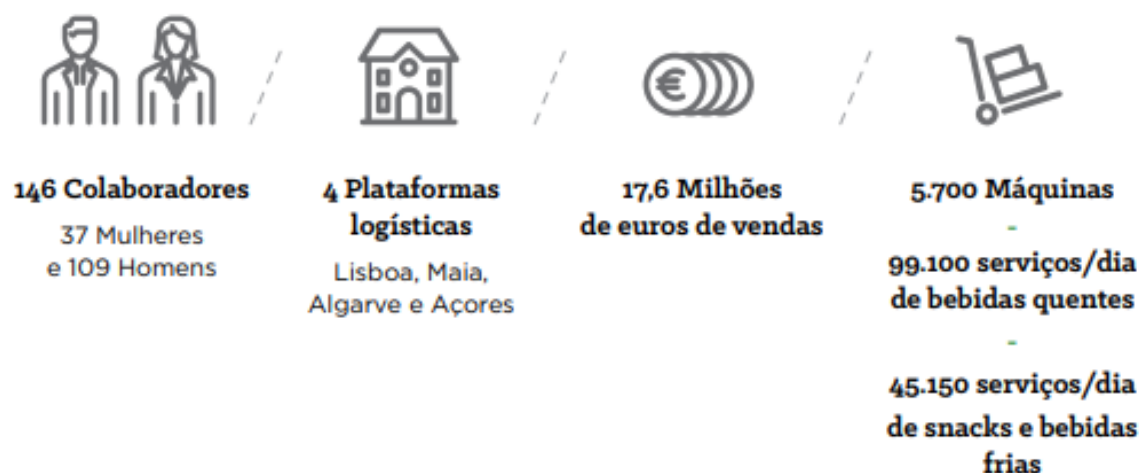 €
146 Colaboradores
37 Mulheres
e 109 Homens
4 Plataformas
logísticas
Lisboa, Maia,
Algarve e Açores
17,6 Milhões
de euros de vendas
5.700 Máquinas
-
99.100 serviços/dia
de bebidas quentes
-
45.150 serviços/dia
de snacks e bebidas
frias